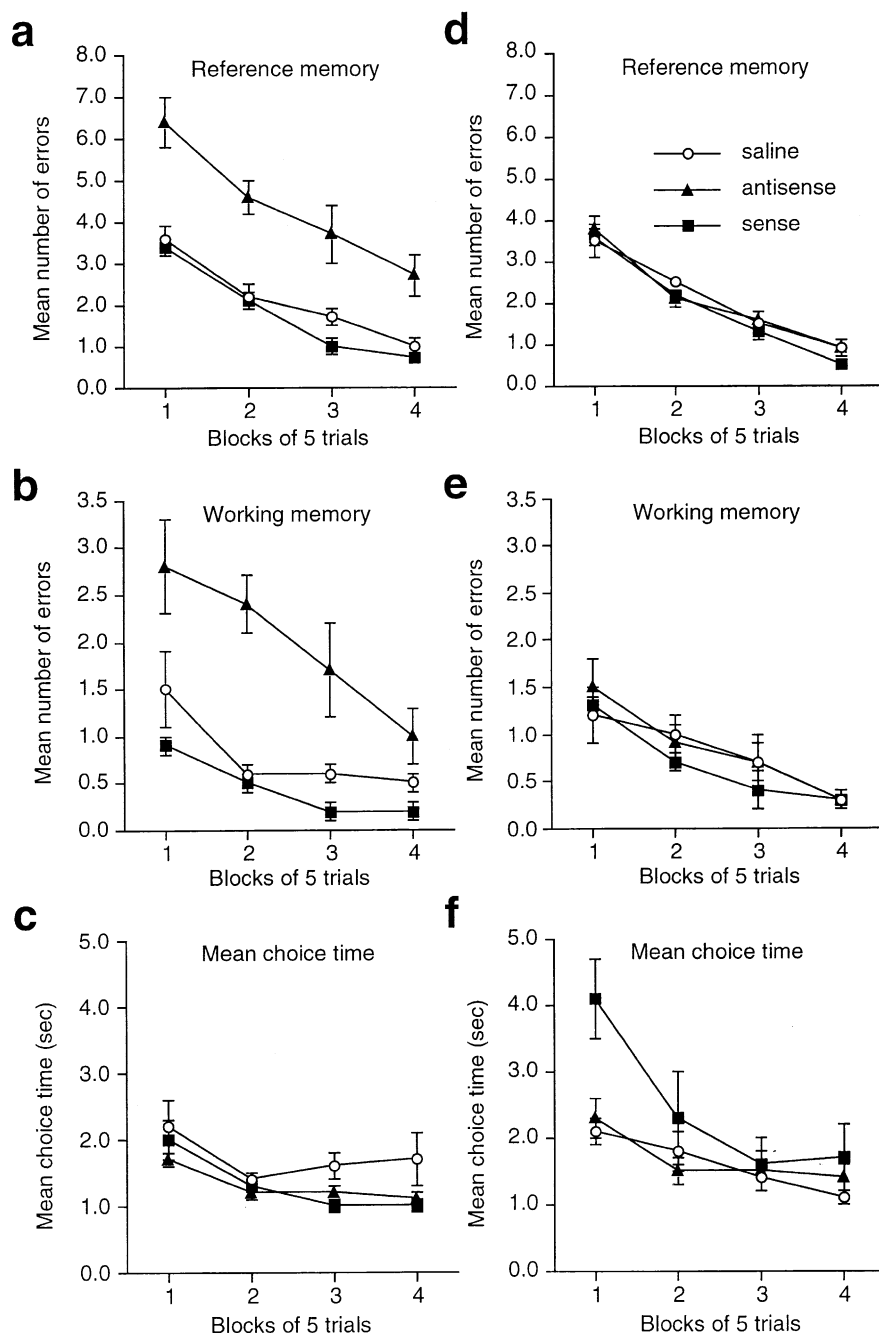 a
Reference memory
8.0
7.0
6.0
5.0
4.0
3.0
2.0
1.0
0.0
Mean number of errors
1 2 3 4
Blocks of 5 trials
b
Working memory
3.5
3.0
2.5
2.0
1.5
1.0
0.5
0.0
Mean number of errors
1 2 3 4
Blocks of 5 trials
c
Mean choice time
5.0
4.0
3.0
2.0
1.0
0.0
Mean choice time (sec)
1 2 3 4
Blocks of 5 trials
d
Reference memory
8.0
7.0
6.0
5.0
4.0
3.0
2.0
1.0
0.0
Mean number of errors
saline
antisense
sense
1 2 3 4
Blocks of 5 trials
e
Working memory
3.5
3.0
2.5
2.0
1.5
1.0
0.5
0.0
Mean number of errors
1 2 3 4
Blocks of 5 trials
f
Mean choice time
5.0
4.0
3.0
2.0
1.0
0.0
Mean choice time (sec)
1 2 3 4
Blocks of 5 trials